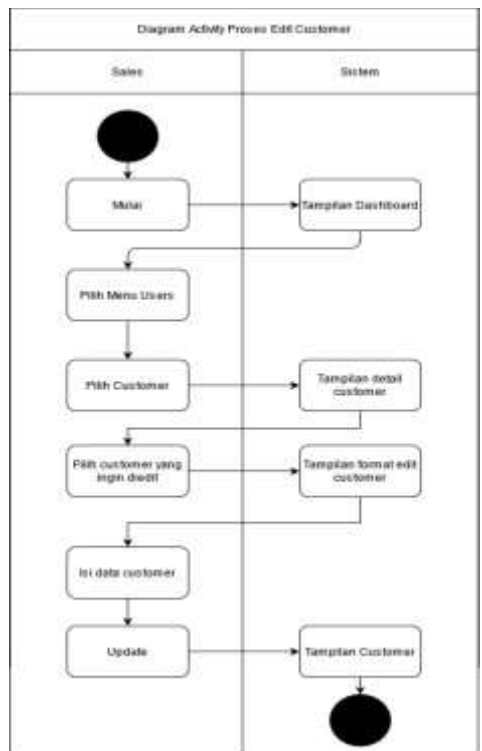 Diagram Activity Proses Edit Customer
Sales
Sistem
Mulai
Tampilan Dashboard
Pilih Menu Users
Pilih Customer
Tampilan detail
customer
Pilih customer yang
ingin diedit
Tampilan format edit
customer
Isi data customer
Update
Tampilan Customer